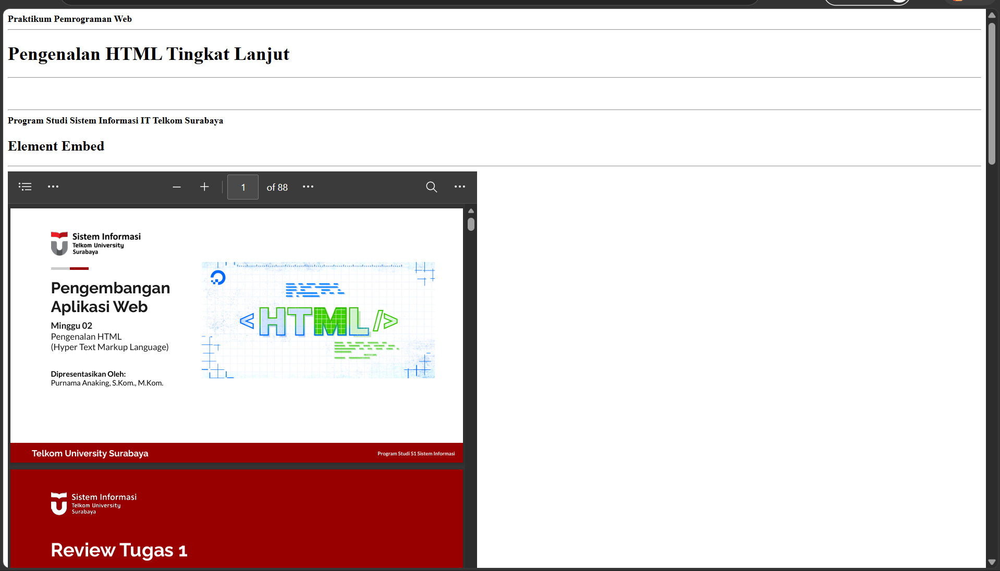 Praktikum Pemrograman Web
Pengenalan HTML Tingkat Lanjut
Program Studi Sistem Informasi IT Telkom Surabaya
Element Embed
1 of 88
Sistem Informasi
Telkom University
Surabaya
Pengembangan
Aplikasi Web
Minggu 02
Pengenalan HTML
(Hyper Text Markup Language)
Dipresentasikan Oleh:
Purnama Anaking, S.Kom., M.Kom.
<HTML/>
Telkom University Surabaya
Program Studi S1 Sistem Informasi
Sistem Informasi
Telkom University
Surabaya
Review Tugas 1